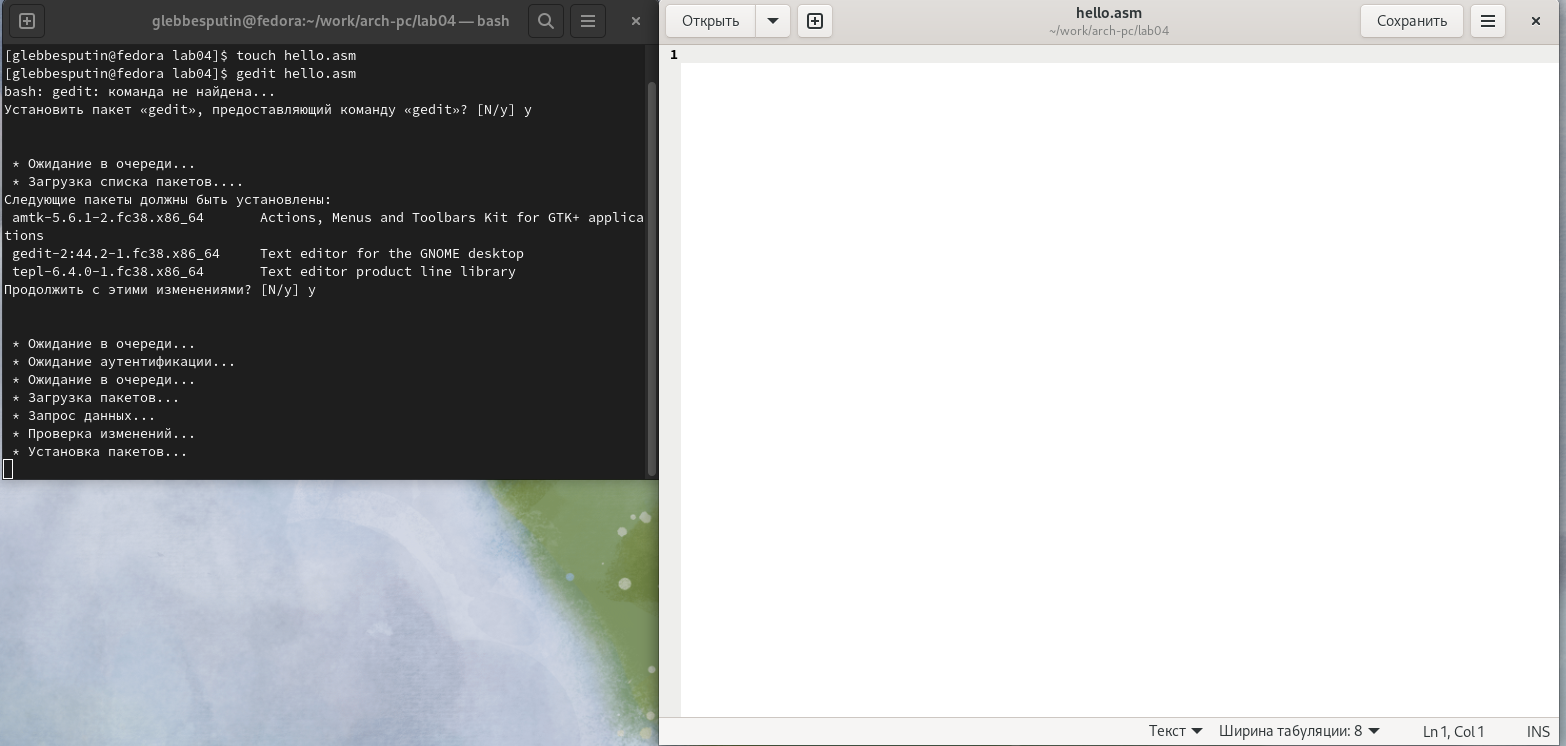 glebbesputin@fedora:~/work/arch-pc/lab04 — bash
[glebbesputin@fedora lab04]$ touch hello.asm
[glebbesputin@fedora lab04]$ gedit hello.asm
bash: gedit: команда не найдена...
Установить пакет «gedit», предоставляющий команду «gedit»? [N/y] y
* Ожидание в очереди...
* Загрузка списка пакетов....
Следующие пакеты должны быть установлены:
amtk-5.6.1-2.fc38.x86_64 Actions, Menus and Toolbars Kit for GTK+ applica
tions
gedit-2:44.2-1.fc38.x86_64 Text editor for the GNOME desktop
tepl-6.4.0-1.fc38.x86_64 Text editor product line library
Продолжить с этими изменениями? [N/y] y
* Ожидание в очереди...
* Ожидание аутентификации...
* Ожидание в очереди...
* Загрузка пакетов...
* Запрос данных...
* Проверка изменений...
* Установка пакетов...
Открыть
hello.asm
~/work/arch-pc/lab04
Сохранить
1
Текст Ширина табуляции: 8 Ln 1, Col 1 INS